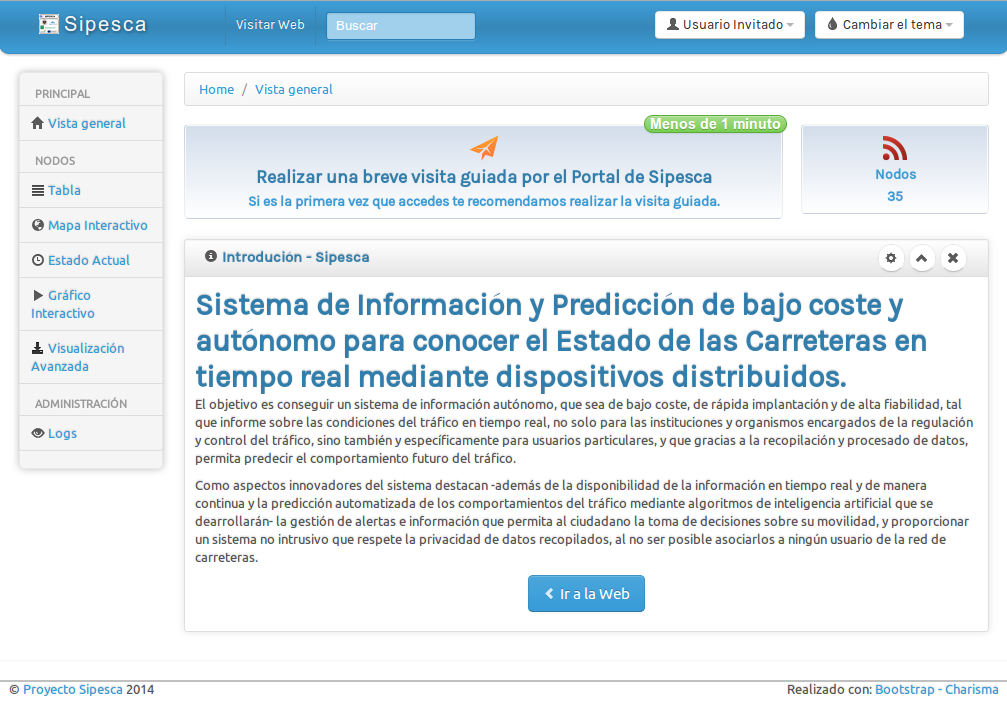 Sipesca
Visitar Web
Buscar
Usuario Invitado
Cambiar el tema
PRINCIPAL
Vista general
NODOS
Tabla
Mapa Interactivo
Estado Actual
Gráfico
Interactivo
Visualización
Avanzada
ADMINISTRACIÓN
Logs
Home / Vista general
Menos de 1 minuto
Realizar una breve visita guiada por el Portal de Sipesca
Si es la primera vez que accedes te recomendamos realizar la visita guiada.
Nodos
35
Introdución - Sipesca
Sistema de Información y Predicción de bajo coste y
autónomo para conocer el Estado de las Carreteras en
tiempo real mediante dispositivos distribuidos.
El objetivo es conseguir un sistema de información autónomo, que sea de bajo coste, de rápida implantación y de alta fiabilidad, tal
que informe sobre las condiciones del tráfico en tiempo real, no solo para las instituciones y organismos encargados de la regulación
y control del tráfico, sino también y específicamente para usuarios particulares, y que gracias a la recopilación y procesado de datos,
permita predecir el comportamiento futuro del tráfico.
Como aspectos innovadores del sistema destacan -además de la disponibilidad de la información en tiempo real y de manera
continua y la predicción automatizada de los comportamientos del tráfico mediante algoritmos de inteligencia artificial que se
dearrollarán- la gestión de alertas e información que permita al ciudadano la toma de decisiones sobre su movilidad, y proporcionar
un sistema no intrusivo que respete la privacidad de datos recopilados, al no ser posible asociarlos a ningún usuario de la red de
carreteras.
Ir a la Web
© Proyecto Sipesca 2014
Realizado con: Bootstrap - Charisma